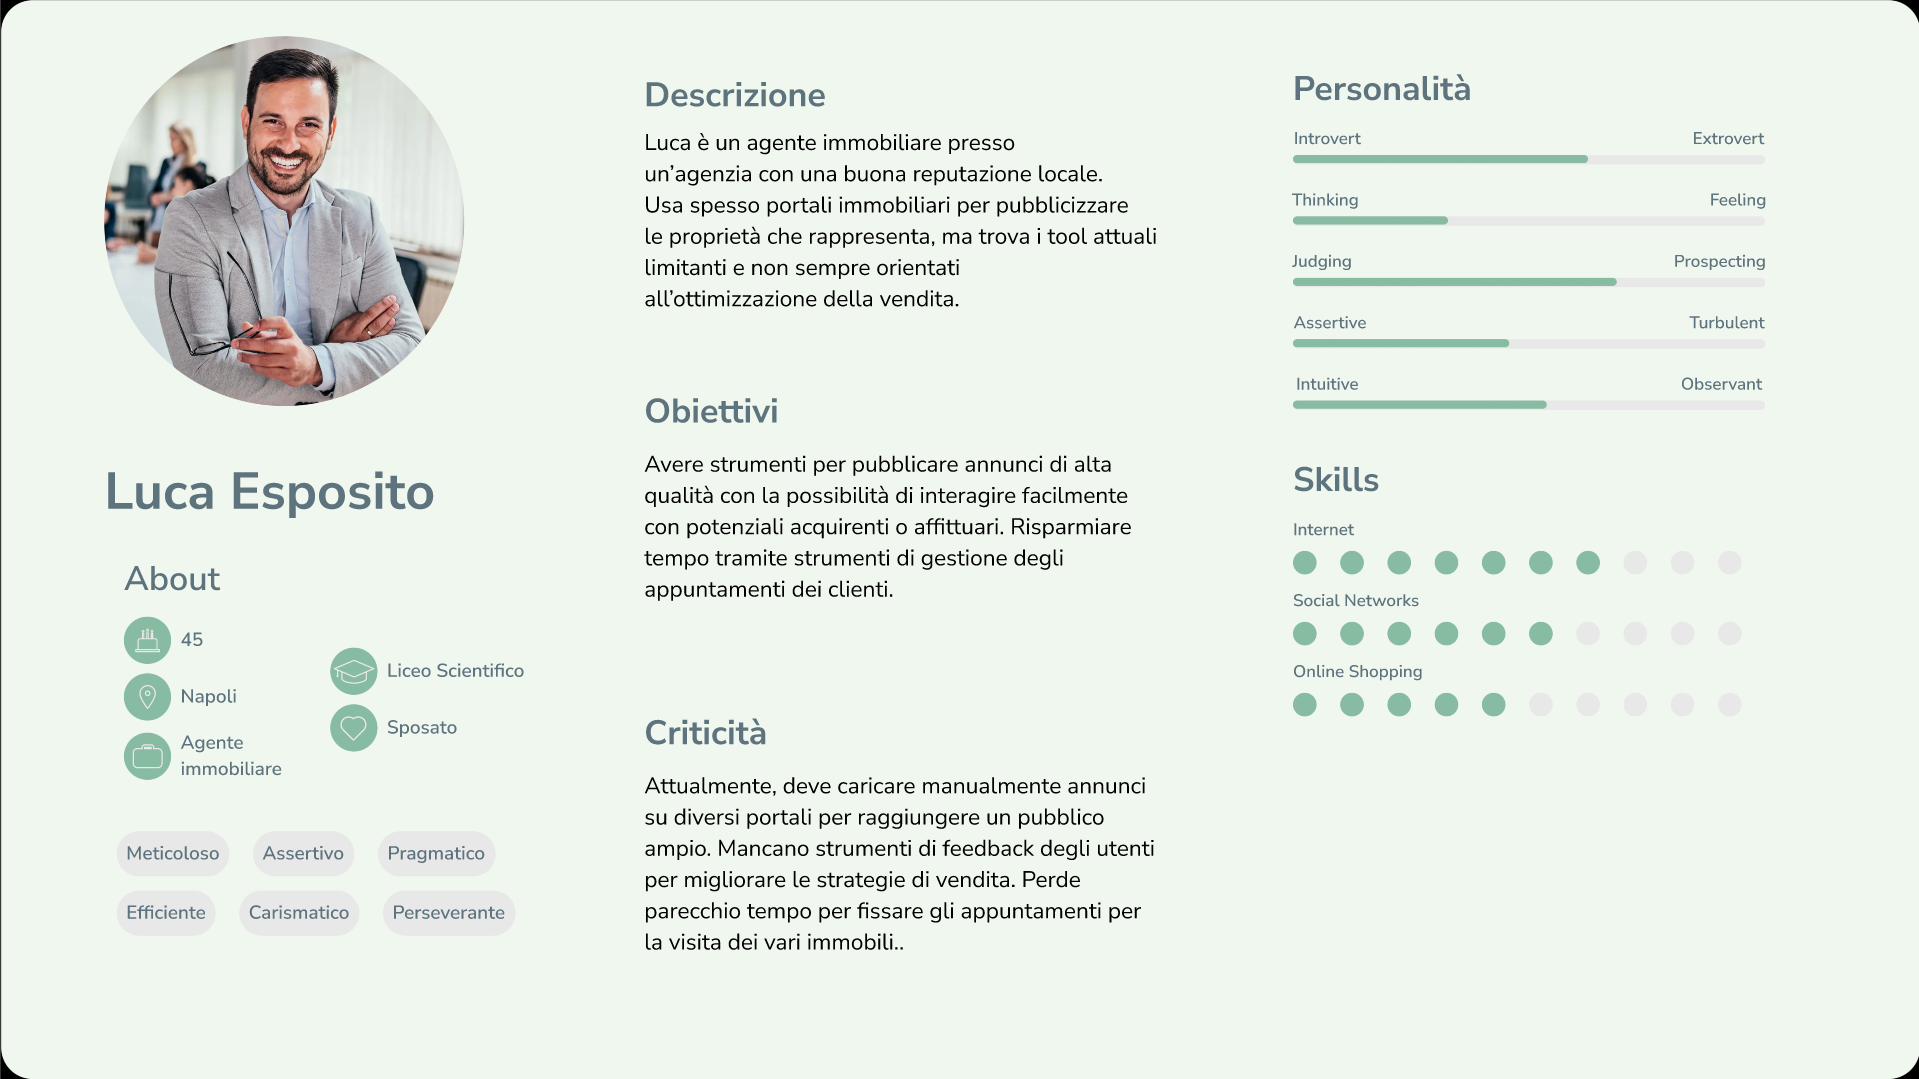 Luca Esposito
About
45
Napoli
Agente
immobiliare
Liceo Scientifico
Sposato
Meticoloso
Assertivo
Pragmatico
Efficiente
Carismatico
Perseverante
Descrizione
Luca è un agente immobiliare presso
un’agenzia con una buona reputazione locale.
Usa spesso portali immobiliari per pubblicizzare
le proprietà che rappresenta, ma trova i tool attuali
limitanti e non sempre orientati
all’ottimizzazione della vendita.
Obiettivi
Avere strumenti per pubblicare annunci di alta
qualità con la possibilità di interagire facilmente
con potenziali acquirenti o affittuari. Risparmiare
tempo tramite strumenti di gestione degli
appuntamenti dei clienti.
Criticità
Attualmente, deve caricare manualmente annunci
su diversi portali per raggiungere un pubblico
ampio. Mancano strumenti di feedback degli utenti
per migliorare le strategie di vendita. Perde
parecchio tempo per fissare gli appuntamenti per
la visita dei vari immobili..
Personalità
Introvert Extrovert
Thinking Feeling
Judging Prospecting
Assertive Turbulent
Intuitive Observant
Skills
Internet
Social Networks
Online Shopping